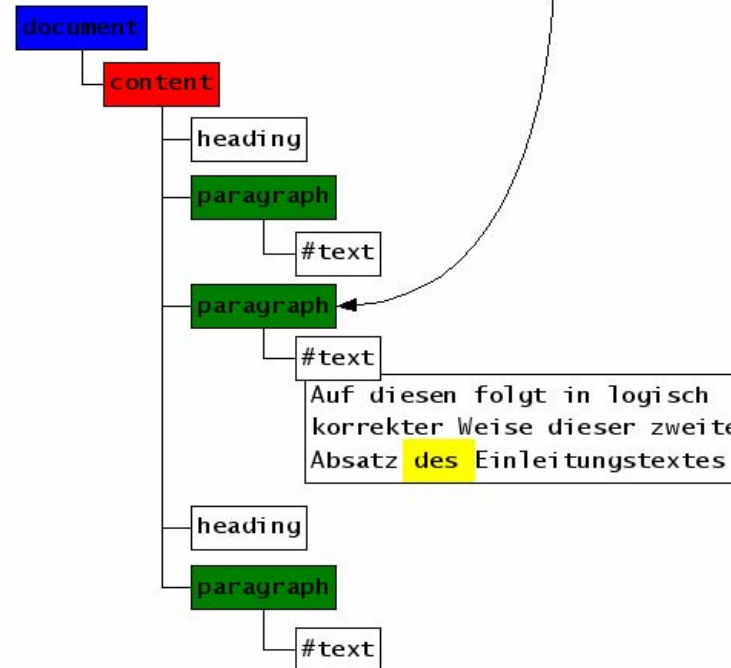 document
content
heading
paragraph
#text
paragraph
#text
Auf diesen folgt in logisch
korrekter Weise dieser zweite
Absatz des Einleitungstextes
heading
paragraph
#text